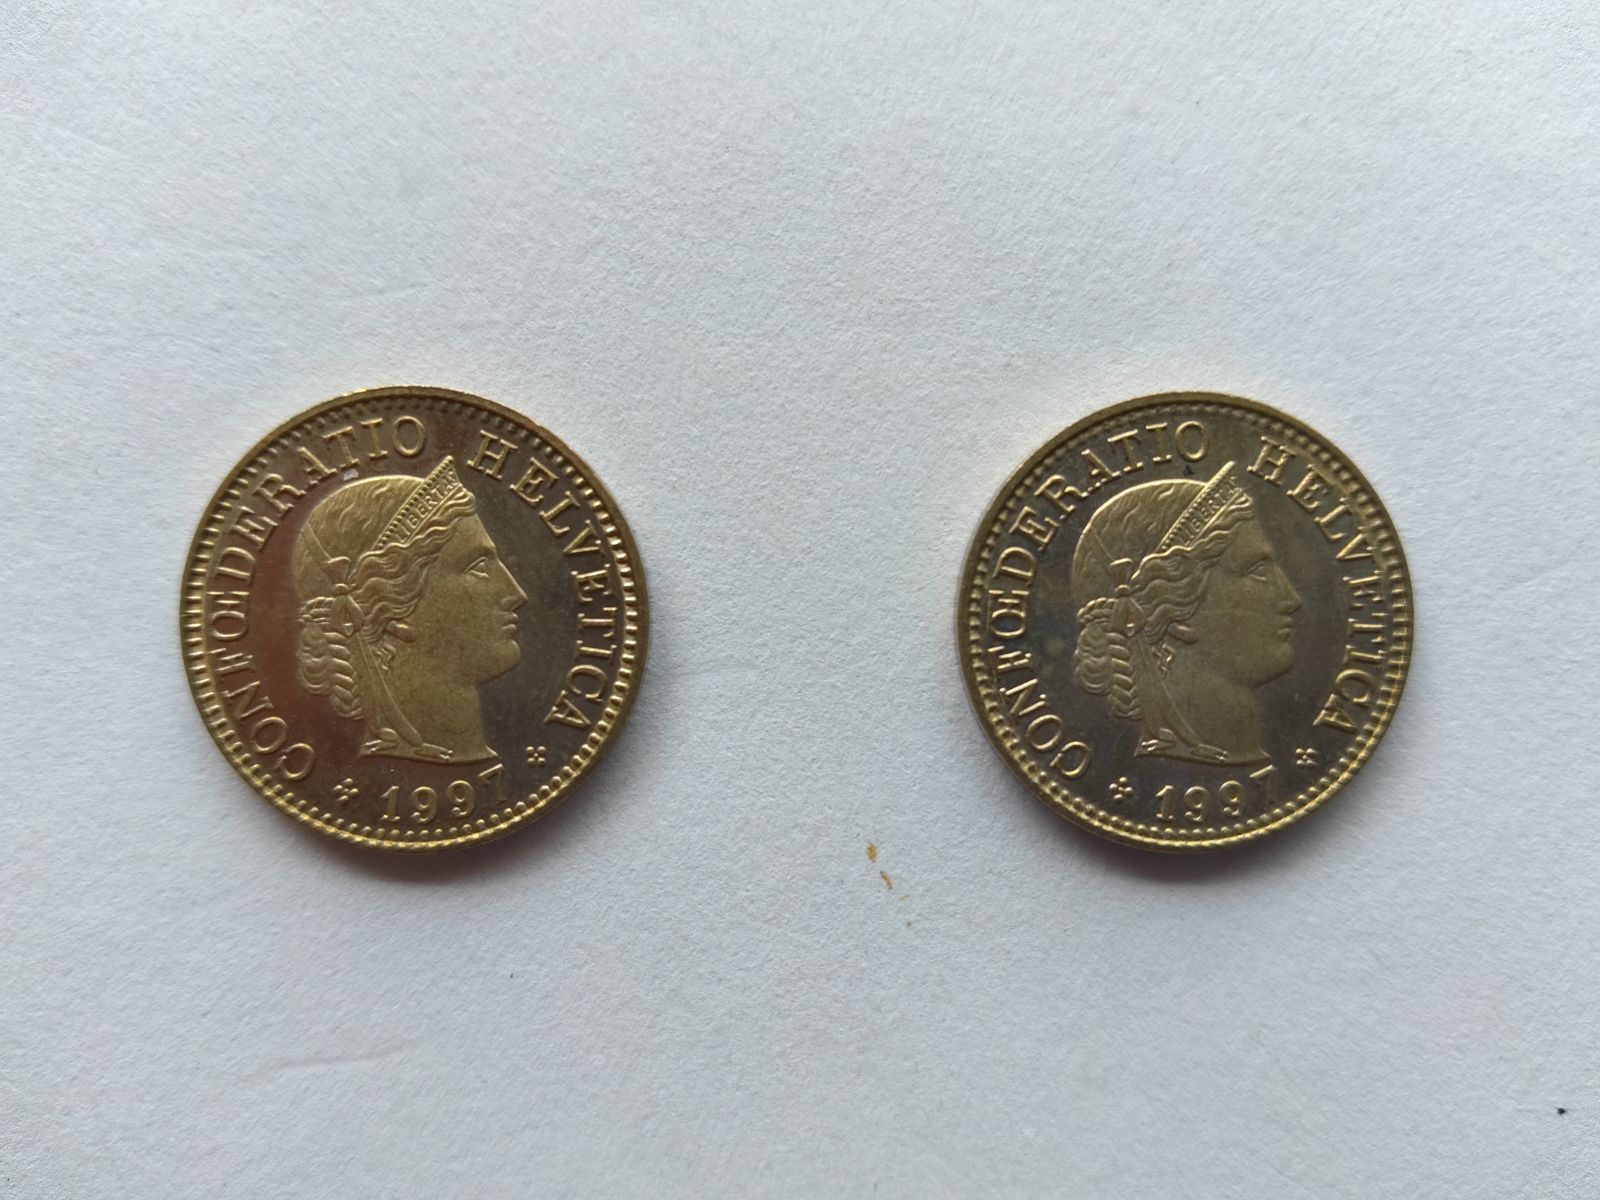 CONFŒDERATIO HELVETICA
LIBERTAS
1997
CONFŒDERATIO HELVETICA
LIBERTAS
1997